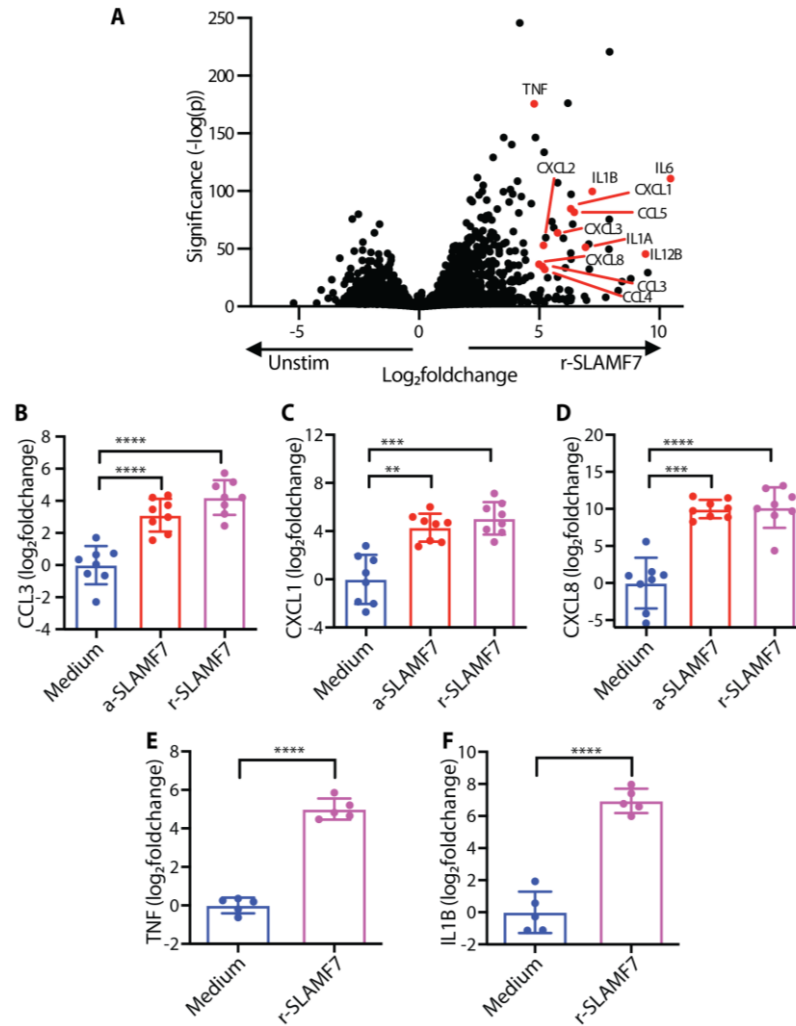 A
250
200
150
100
50
0
Significance (-log(p))
TNF
CXCL2
IL1B
IL6
CXCL1
CCL5
CXCL3
IL1A
CXCL8
IL12B
CCL3
CCL4
-5 0 5 10
Unstim r-SLAMF7
Log₂foldchange
B
8
6
4
2
0
-2
-4
CCL3 (log₂foldchange)
****
****
Medium
a-SLAMF7
r-SLAMF7
C
12
8
4
0
-4
CXCL1 (log₂foldchange)
***
**
Medium
a-SLAMF7
r-SLAMF7
D
20
15
10
5
0
-5
CXCL8 (log₂foldchange)
****
***
Medium
a-SLAMF7
r-SLAMF7
E
8
6
4
2
0
-2
TNF (log₂foldchange)
****
Medium
r-SLAMF7
F
10
8
6
4
2
0
-2
IL1B (log₂foldchange)
****
Medium
r-SLAMF7